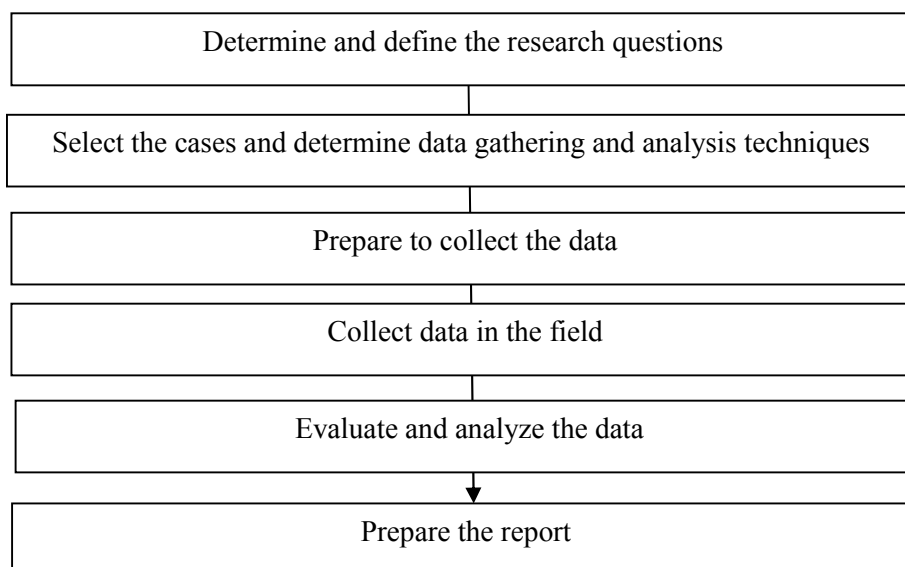 Determine and define the research questions
Select the cases and determine data gathering and analysis techniques
Prepare to collect the data
Collect data in the field
Evaluate and analyze the data
Prepare the report